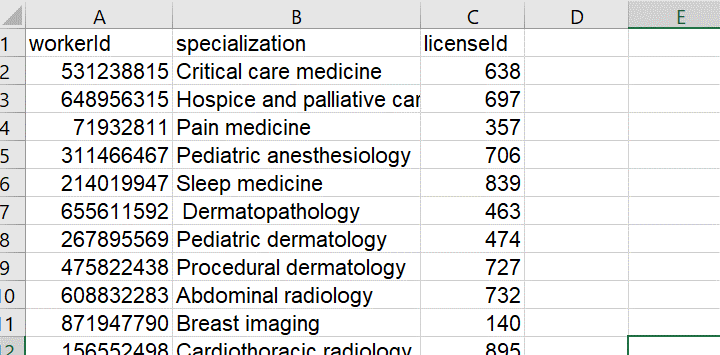 A B C D E
1 workerId specialization licenseId
2 531238815 Critical care medicine 638
3 648956315 Hospice and palliative car 697
4 71932811 Pain medicine 357
5 311466467 Pediatric anesthesiology 706
6 214019947 Sleep medicine 839
7 655611592 Dermatopathology 463
8 267895569 Pediatric dermatology 474
9 475822438 Procedural dermatology 727
10 608832283 Abdominal radiology 732
11 871947790 Breast imaging 140
12 156552498 Cardiothoracic radiology 895